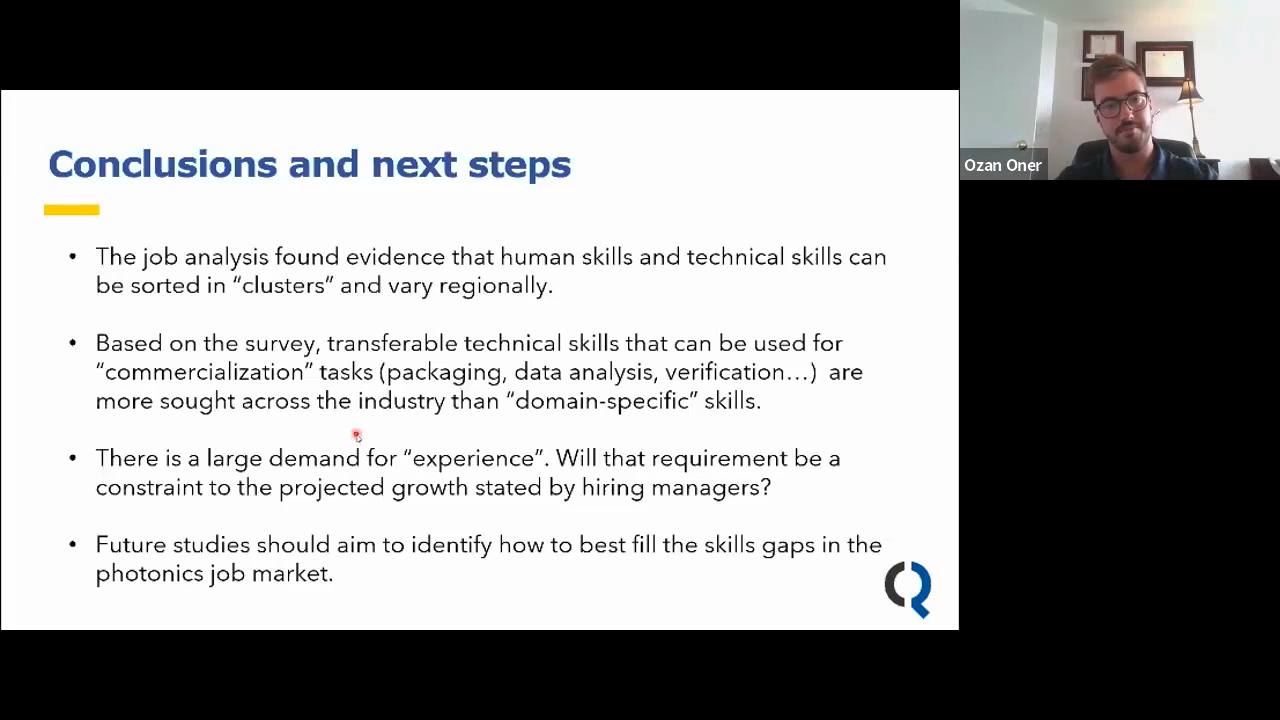 Conclusions and next steps
• The job analysis found evidence that human skills and technical skills can
be sorted in “clusters” and vary regionally.
• Based on the survey, transferable technical skills that can be used for
“commercialization” tasks (packaging, data analysis, verification…) are
more sought across the industry than “domain-specific” skills.
• There is a large demand for “experience”. Will that requirement be a
constraint to the projected growth stated by hiring managers?
• Future studies should aim to identify how to best fill the skills gaps in the
photonics job market.
Ozan Oner